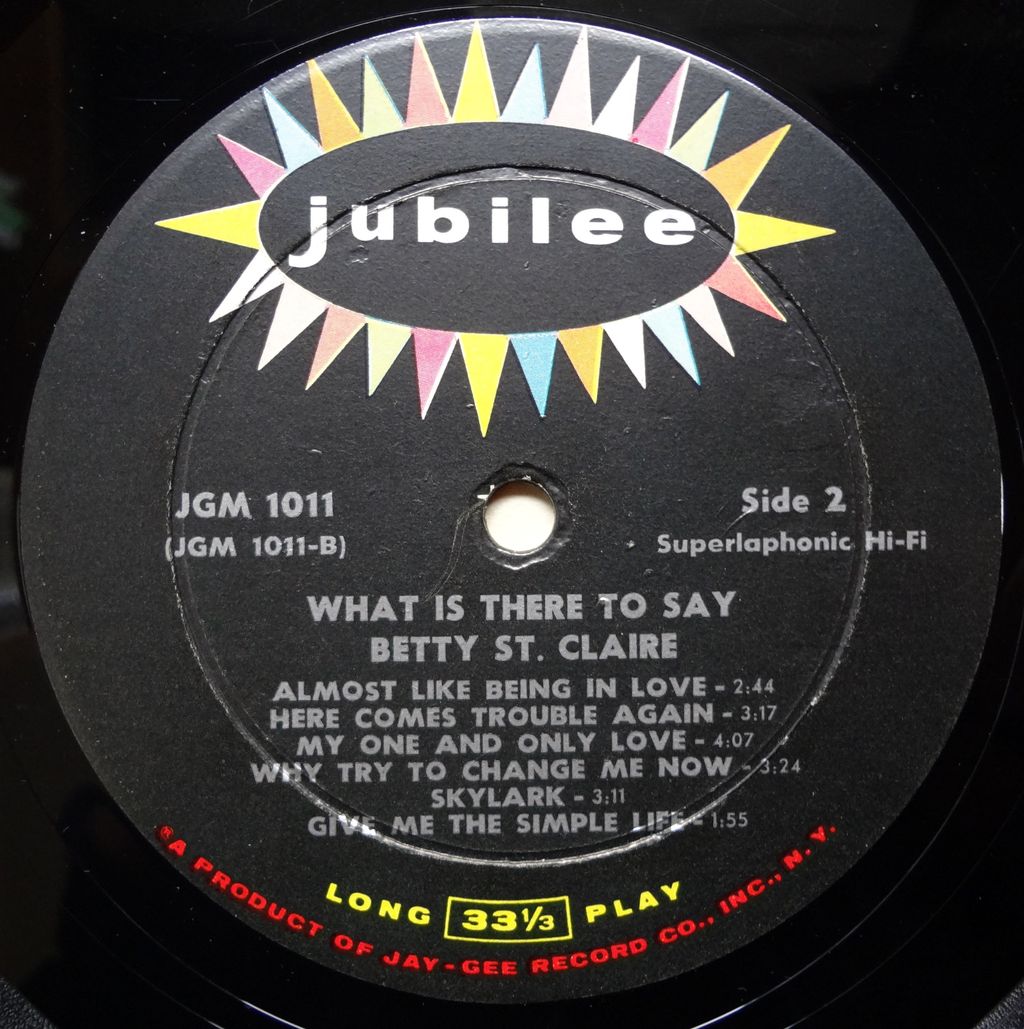 jubilee
JGM 1011
(JGM 1011-B)
Side 2
Superlaphonic Hi-Fi
WHAT IS THERE TO SAY
BETTY ST. CLAIRE
ALMOST LIKE BEING IN LOVE - 2:44
HERE COMES TROUBLE AGAIN - 3:17
MY ONE AND ONLY LOVE - 4:07
WHY TRY TO CHANGE ME NOW - 3:24
SKYLARK - 3:11
GIVE ME THE SIMPLE LIFE - 1:55
LONG 33⅓ PLAY
®A PRODUCT OF JAY-GEE RECORD CO., INC., N.Y.